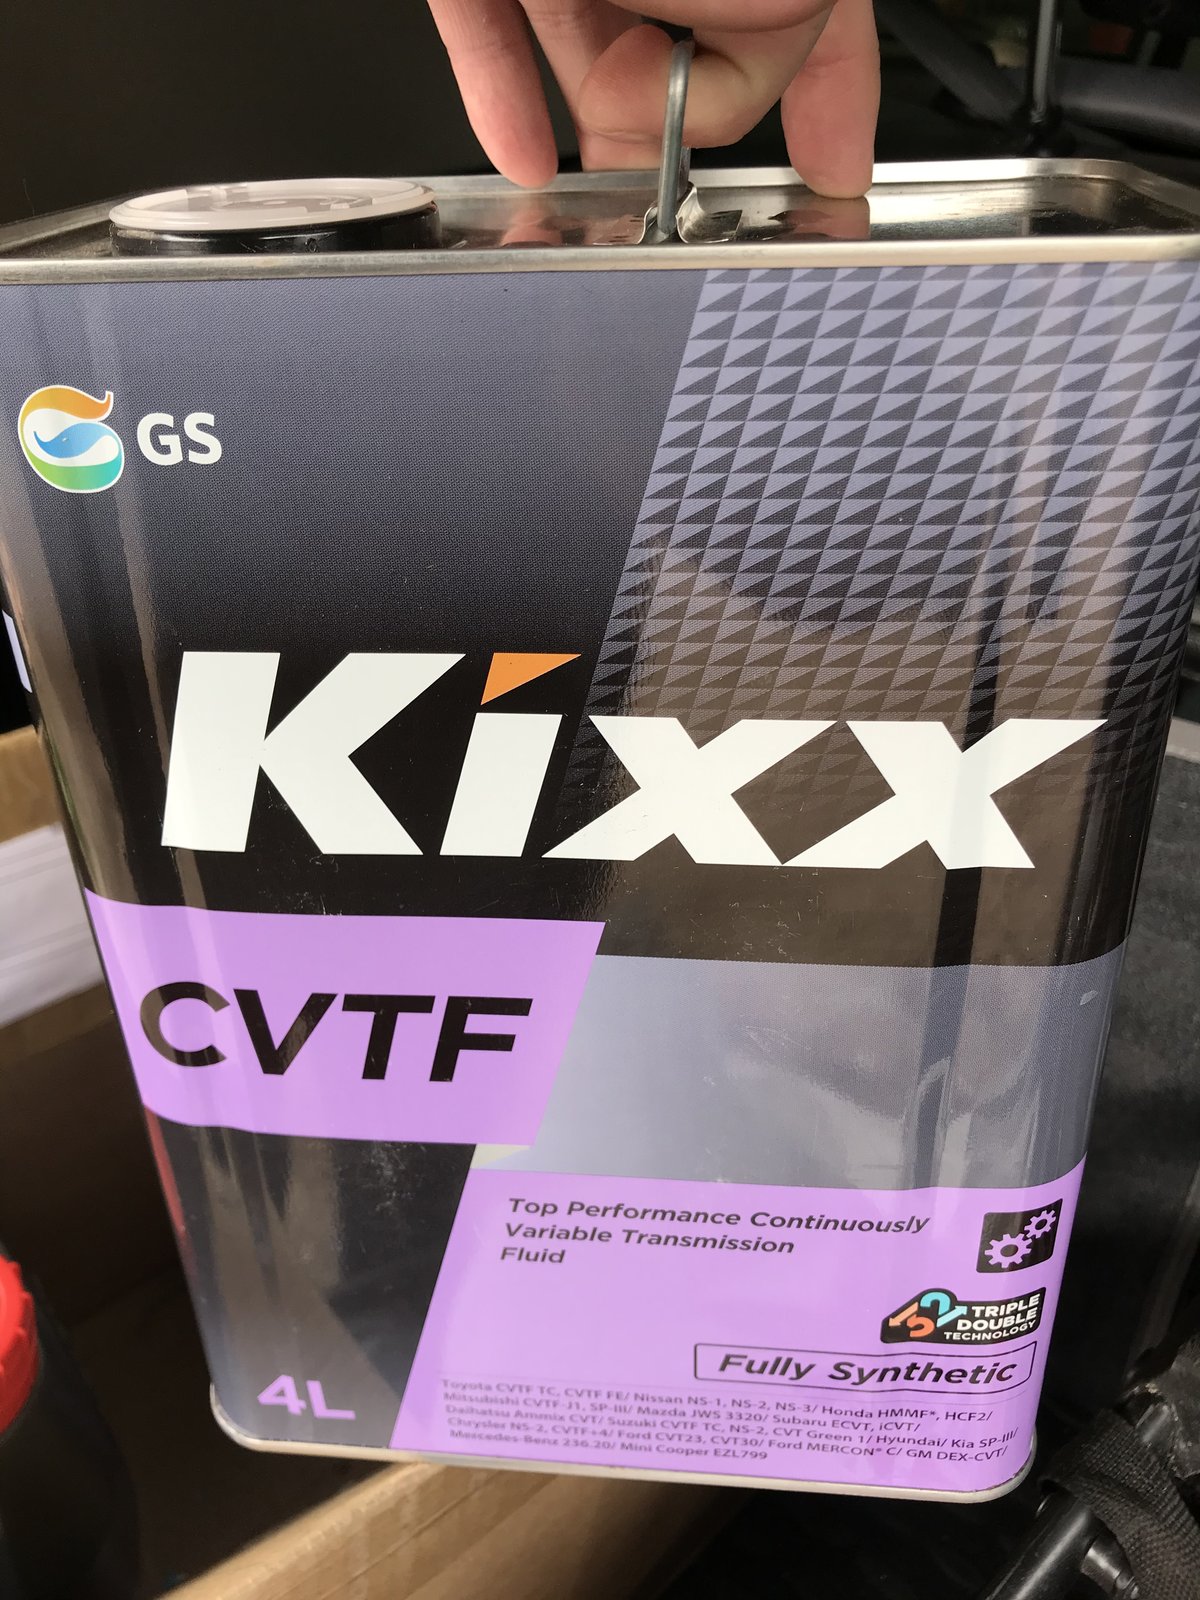 GS
Kixx
CVTF
Top Performance Continuously
Variable Transmission
Fluid
TRIPLE
DOUBLE
TECHNOLOGY
Fully Synthetic
4L
Toyota CVTF TC, CVTF FE/ Nissan NS-1, NS-2, NS-3/ Honda HMMF*, HCF2/
Mitsubishi CVTF-J1, SP-III/ Mazda JWS 3320/ Subaru ECVT, iCVT/
Daihatsu Ammix CVT/ Suzuki CVTF TC, NS-2, CVT Green 1/ Hyundai/ Kia SP-III/
Chrysler NS-2, CVTF+4/ Ford CVT23, CVT30/ Ford MERCON® C/ GM DEX-CVT/
Mercedes-Benz 236.20/ Mini Cooper EZL799